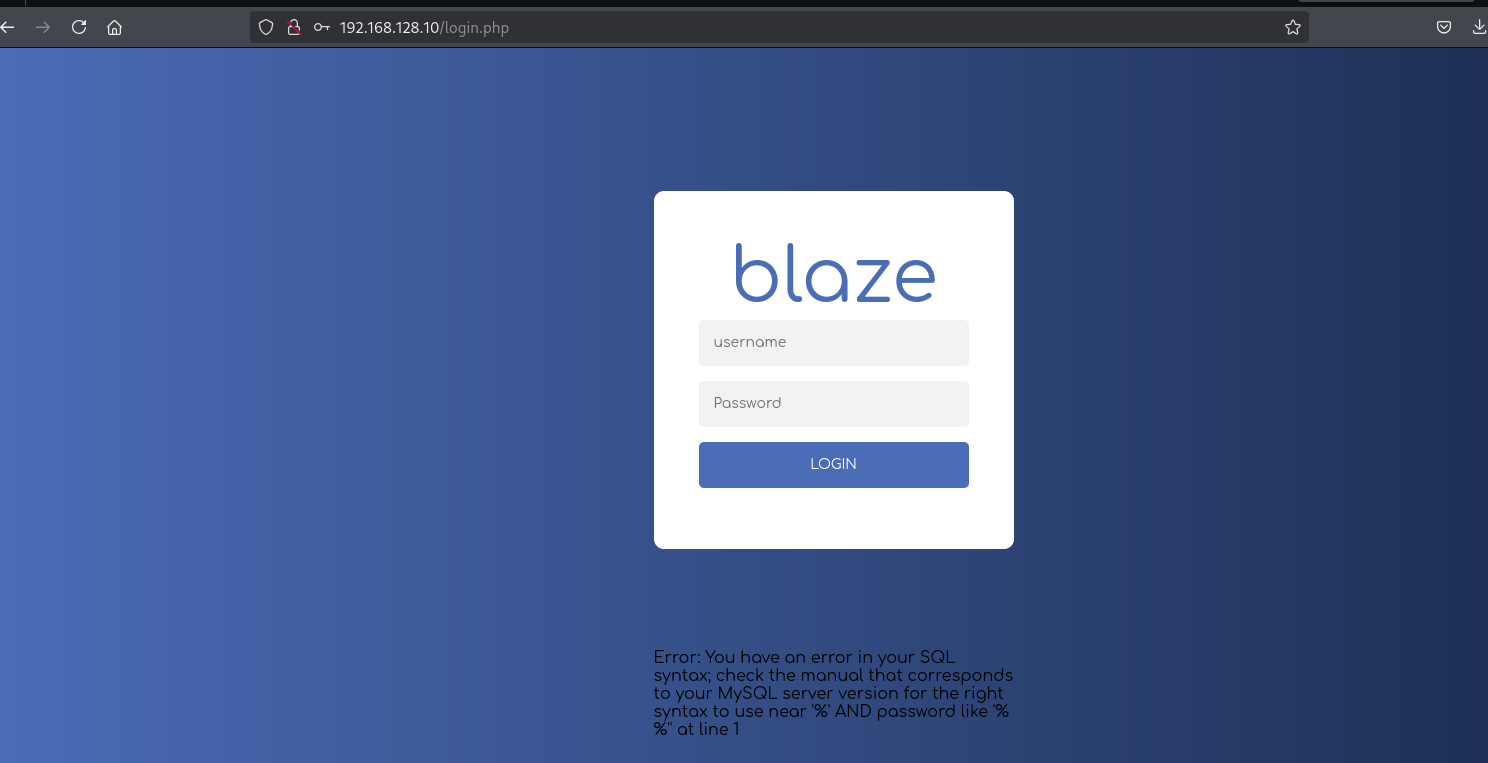 192.168.128.10/login.php
blaze
username
Password
LOGIN
Error: You have an error in your SQL
syntax; check the manual that corresponds
to your MySQL server version for the right
syntax to use near '%' AND password like '%
%'' at line 1